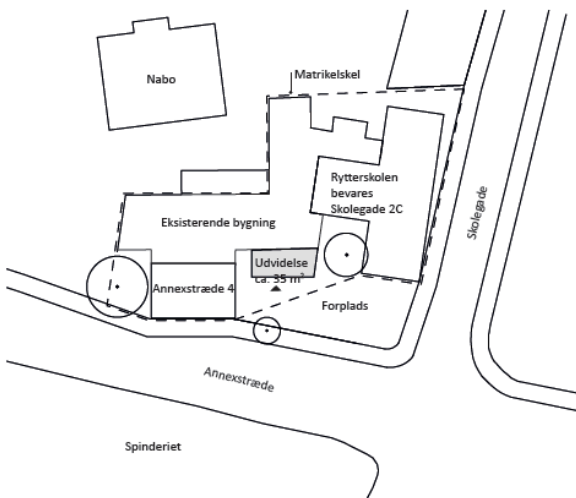 Nabo
Matrikelskel
Rytterskolen
bevares
Skolegade 2C
Skolegade
Eksisterende bygning
Udvidelse
ca. 35 m²
Annexstræde 4
Forplads
Annexstræde
Spinderiet